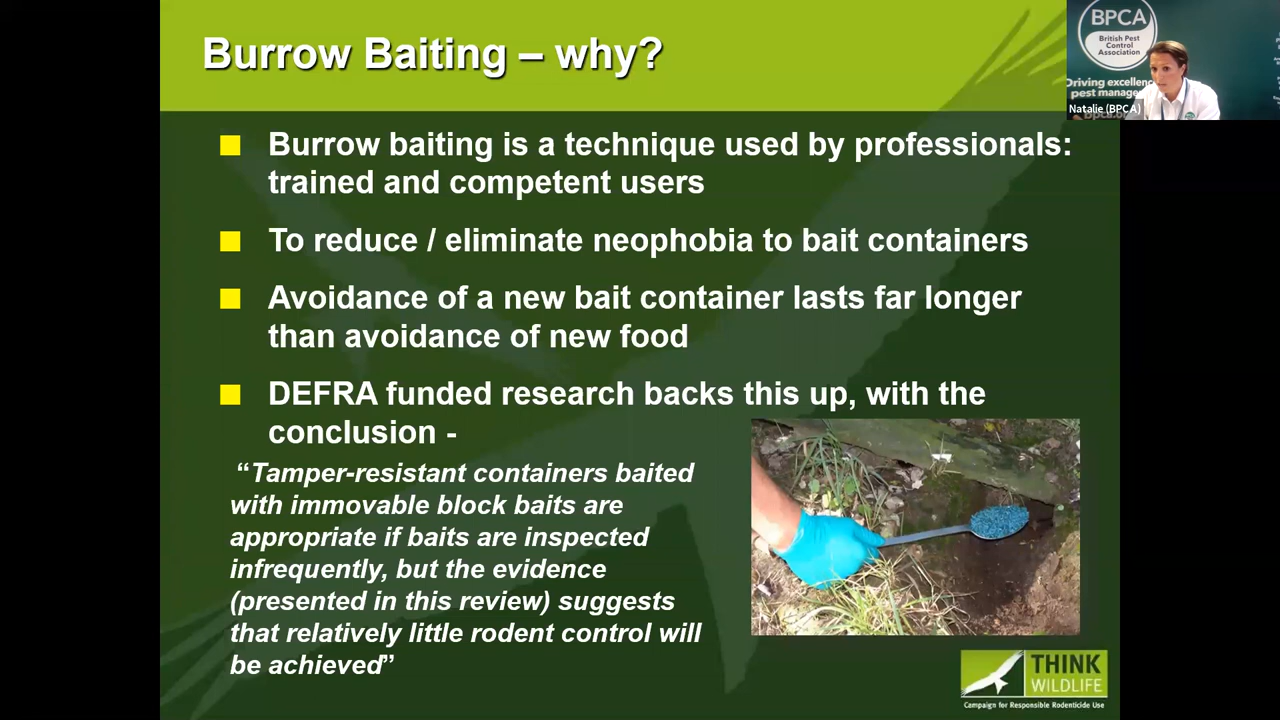 Burrow Baiting – why?
BPCA
British Pest
Control
Association
Driving excellence
pest manage
Natalie (BPCA)
Burrow baiting is a technique used by professionals:
trained and competent users
To reduce / eliminate neophobia to bait containers
Avoidance of a new bait container lasts far longer
than avoidance of new food
DEFRA funded research backs this up, with the
conclusion -
“Tamper-resistant containers baited
with immovable block baits are
appropriate if baits are inspected
infrequently, but the evidence
(presented in this review) suggests
that relatively little rodent control will
be achieved”
THINK
WILDLIFE
Campaign for Responsible Rodenticide Use